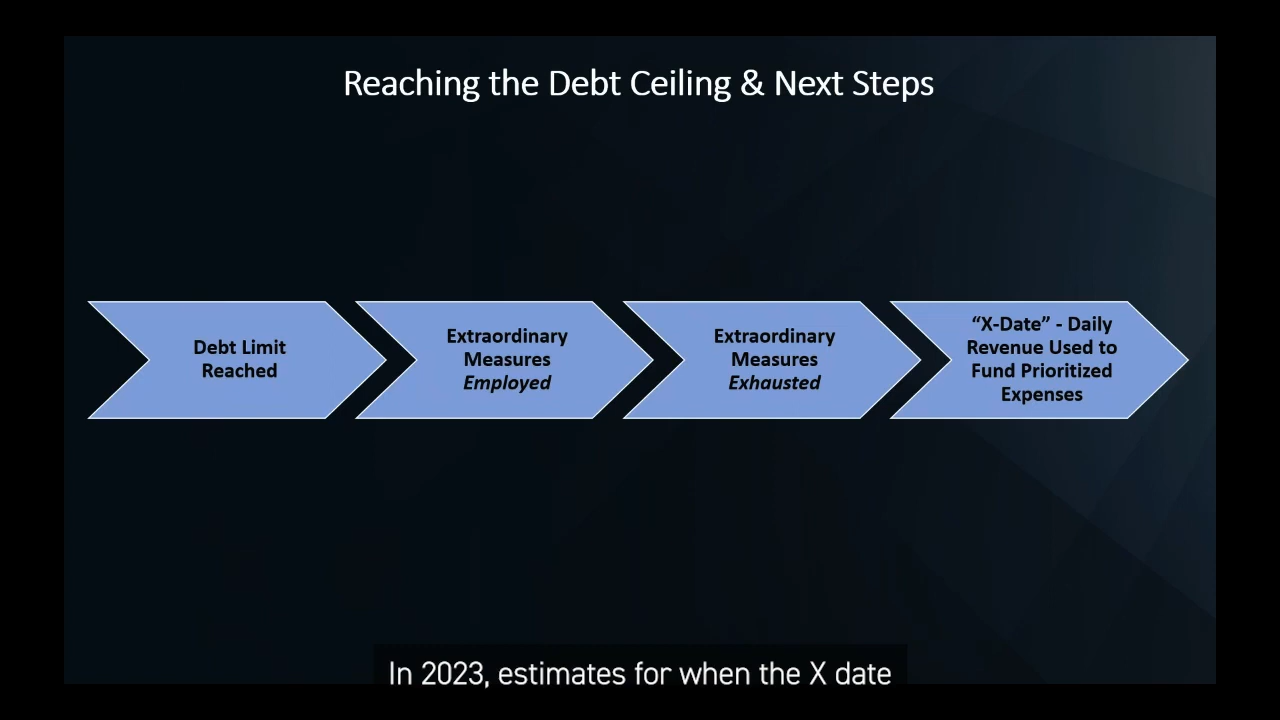 Reaching the Debt Ceiling & Next Steps
Debt Limit
Reached
Extraordinary
Measures
Employed
Extraordinary
Measures
Exhausted
“X-Date” - Daily
Revenue Used to
Fund Prioritized
Expenses
In 2023, estimates for when the X date